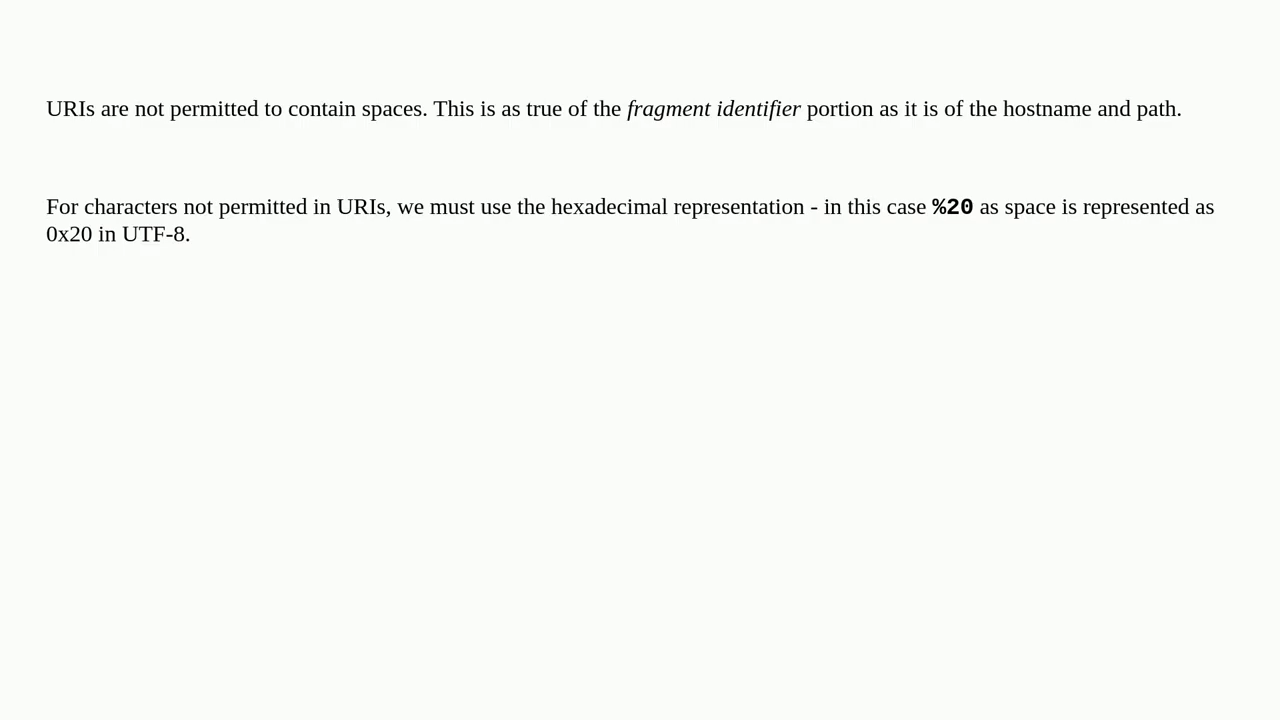 URIs are not permitted to contain spaces. This is as true of the fragment identifier portion as it is of the hostname and path.
For characters not permitted in URIs, we must use the hexadecimal representation - in this case %20 as space is represented as
0x20 in UTF-8.